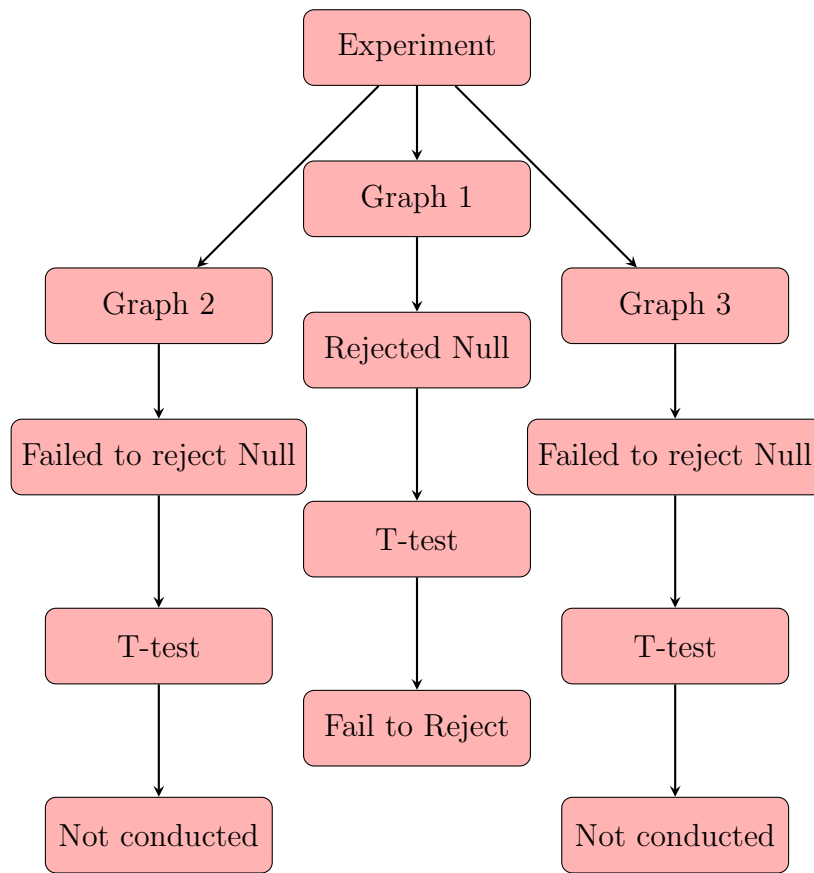 Experiment
Graph 1
Graph 2
Graph 3
Rejected Null
Failed to reject Null
Failed to reject Null
T-test
T-test
T-test
Fail to Reject
Not conducted
Not conducted